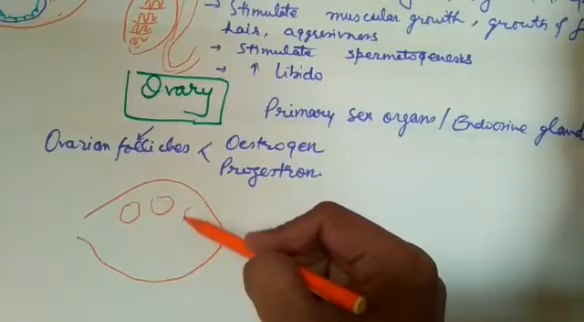 → Stimulate muscular growth, growth of
hair, aggresivness
→ Stimulate spermatogenesis
→ ↑ Libido
Ovary
Primary sex organs / Endocrine gland
Ovarian follicles < Oestrogen
Progestron.